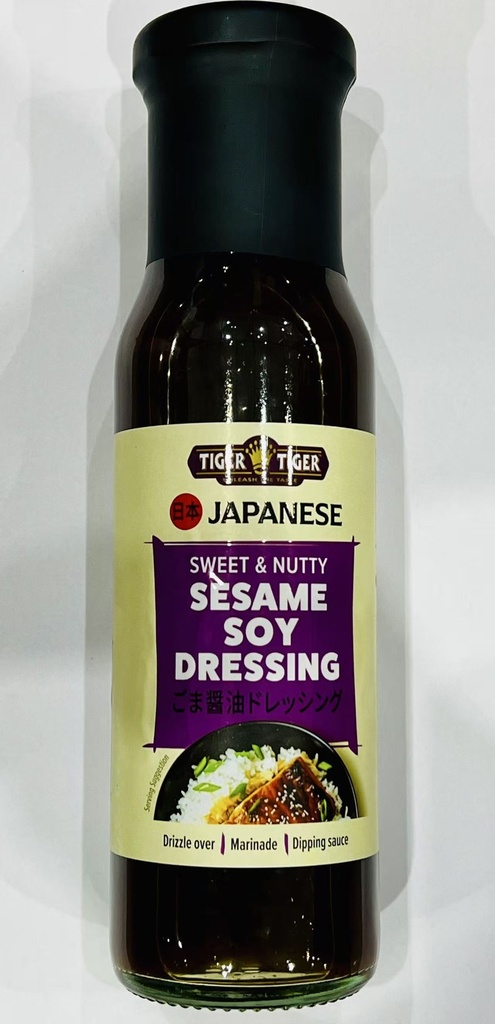 TIGER TIGER
UNLEASH THE TASTE
日本 JAPANESE
SWEET & NUTTY
SESAME
SOY
DRESSING
ごま醤油ドレッシング
Serving Suggestion
Drizzle over | Marinade | Dipping sauce